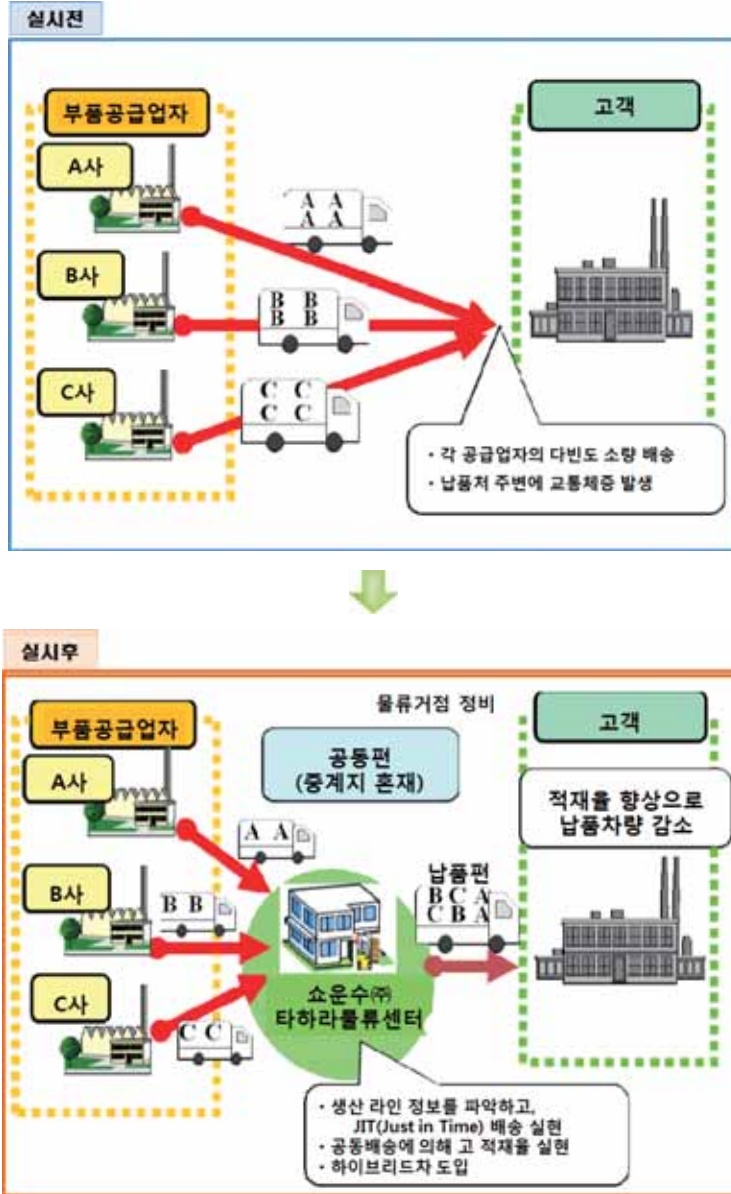 실시전
부품공급업자
고객
A사
A A
A A
B사
B B
B B
C사
C C
C C
· 각 공급업자의 다빈도 소량 배송
· 납품처 주변에 교통체증 발생
실시후
물류거점 정비
부품공급업자
고객
공동편
(중계지 혼재)
A사
적재율 향상으로
납품차량 감소
A A
B사
B B
납품편
B C A
C B A
C사
C C
쇼운수㈜
타하라물류센터
· 생산 라인 정보를 파악하고,
JIT(Just in Time) 배송 실현
· 공동배송에 의해 고 적재율 실현
· 하이브리드차 도입